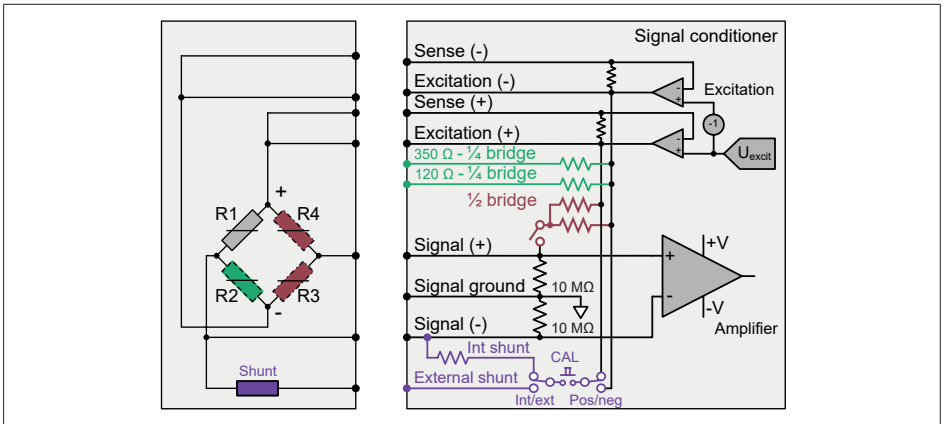 Signal conditioner
Sense (-)
Excitation (-)
Excitation
Sense (+)
-
+
-1
Excitation (+)
-
+
Uexcit
350 Ω - ¼ bridge
120 Ω - ¼ bridge
½ bridge
+
R1
R4
R2
R3
-
Signal (+)
+
+V
Signal ground
10 MΩ
-
-V
Signal (-)
10 MΩ
Amplifier
Int shunt
CAL
Shunt
External shunt
Int/ext
Pos/neg